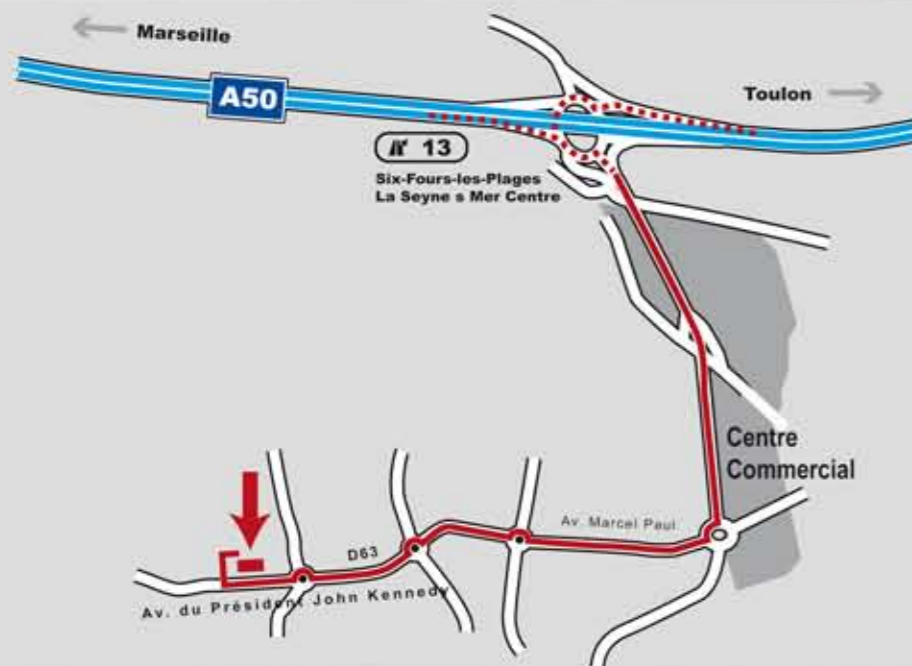 Marseille
A50
Toulon
13
Six-Fours-les-Plages
La Seyne s Mer Centre
Centre
Commercial
Av. Marcel Paul
D63
Av. du Président John Kennedy